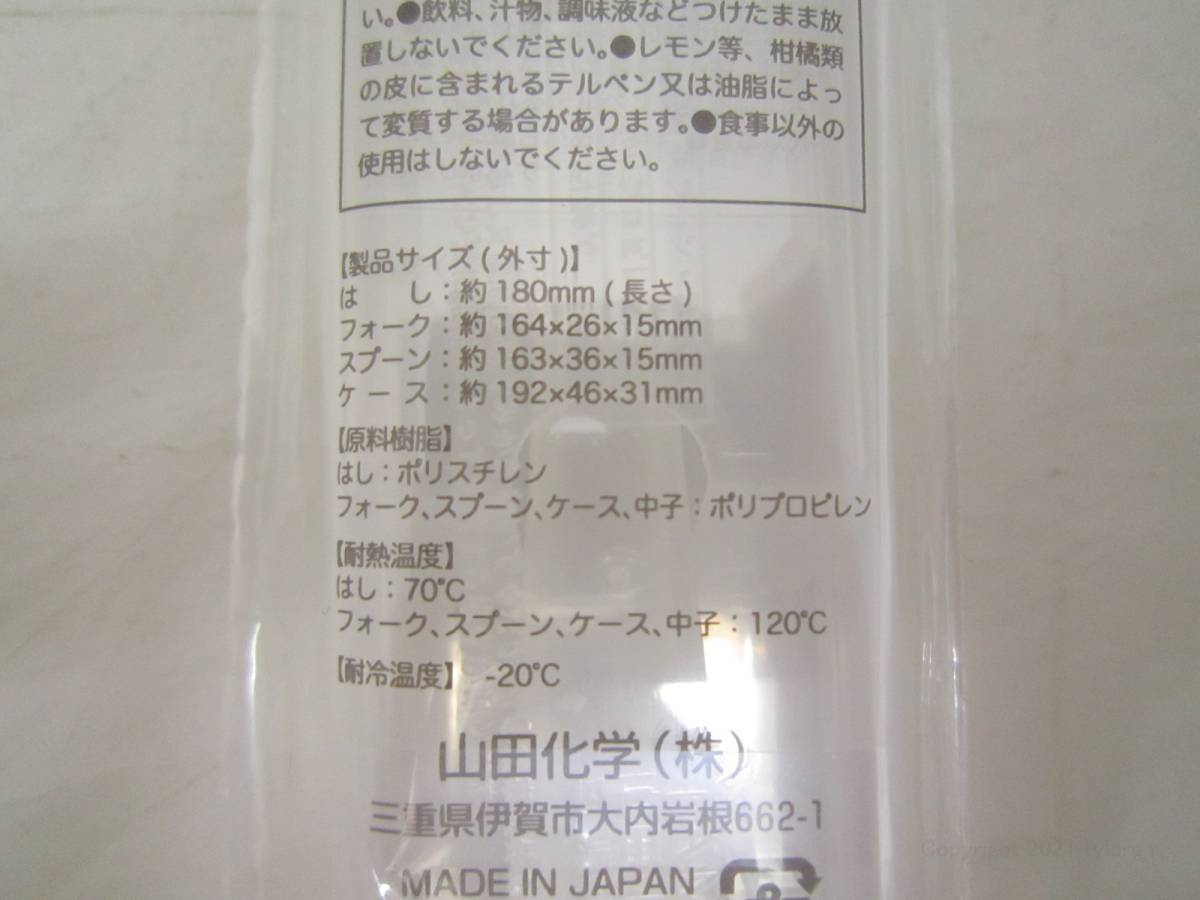 い。●飲料、汁物、調味液などつけたまま放
置しないでください。●レモン等、柑橘類
の皮に含まれるテルペン又は油脂によっ
て変質する場合があります。●食事以外の
使用はしないでください。
【製品サイズ(外寸)】
は　し：約180mm(長さ)
フォーク：約164×26×15mm
スプーン：約163×36×15mm
ケース：約192×46×31mm
【原料樹脂】
はし：ポリスチレン
フォーク、スプーン、ケース、中子：ポリプロピレン
【耐熱温度】
はし：70℃
フォーク、スプーン、ケース、中子：120℃
【耐冷温度】 -20℃
山田化学(株)
三重県伊賀市大内岩根662-1
MADE IN JAPAN
Copyright 2021